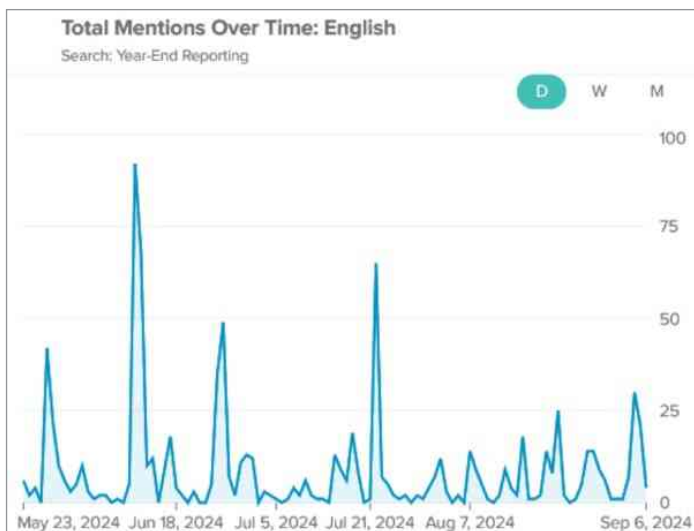 Total Mentions Over Time: English
Search: Year-End Reporting
D W M
100
75
50
25
0
May 23, 2024 Jun 18, 2024 Jul 5, 2024 Jul 21, 2024 Aug 7, 2024 Sep 6, 2024